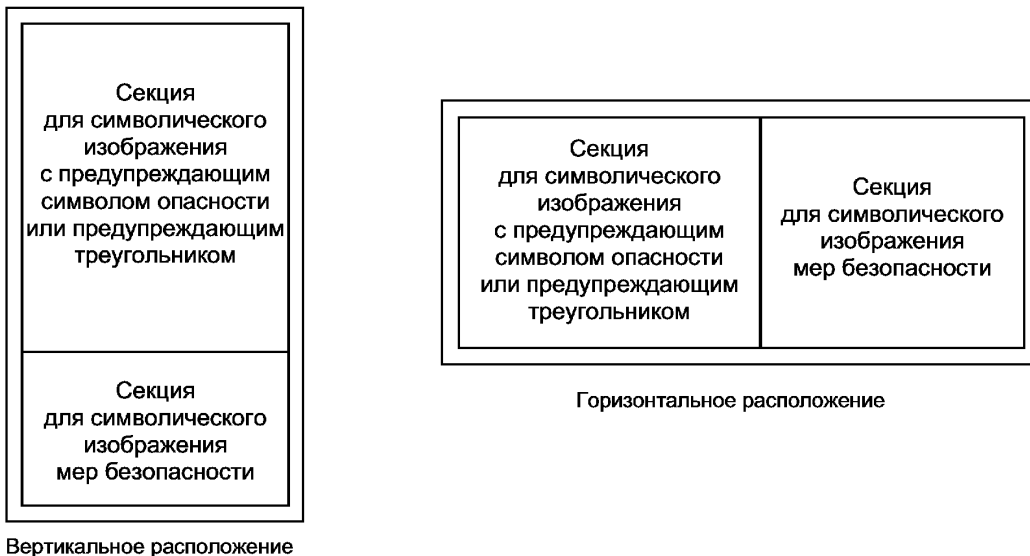 Секция
для символического
изображения
с предупреждающим
символом опасности
или предупреждающим
треугольником
Секция
для символического
изображения
мер безопасности
Вертикальное расположение
Секция
для символического
изображения
с предупреждающим
символом опасности
или предупреждающим
треугольником
Секция
для символического
изображения
мер безопасности
Горизонтальное расположение